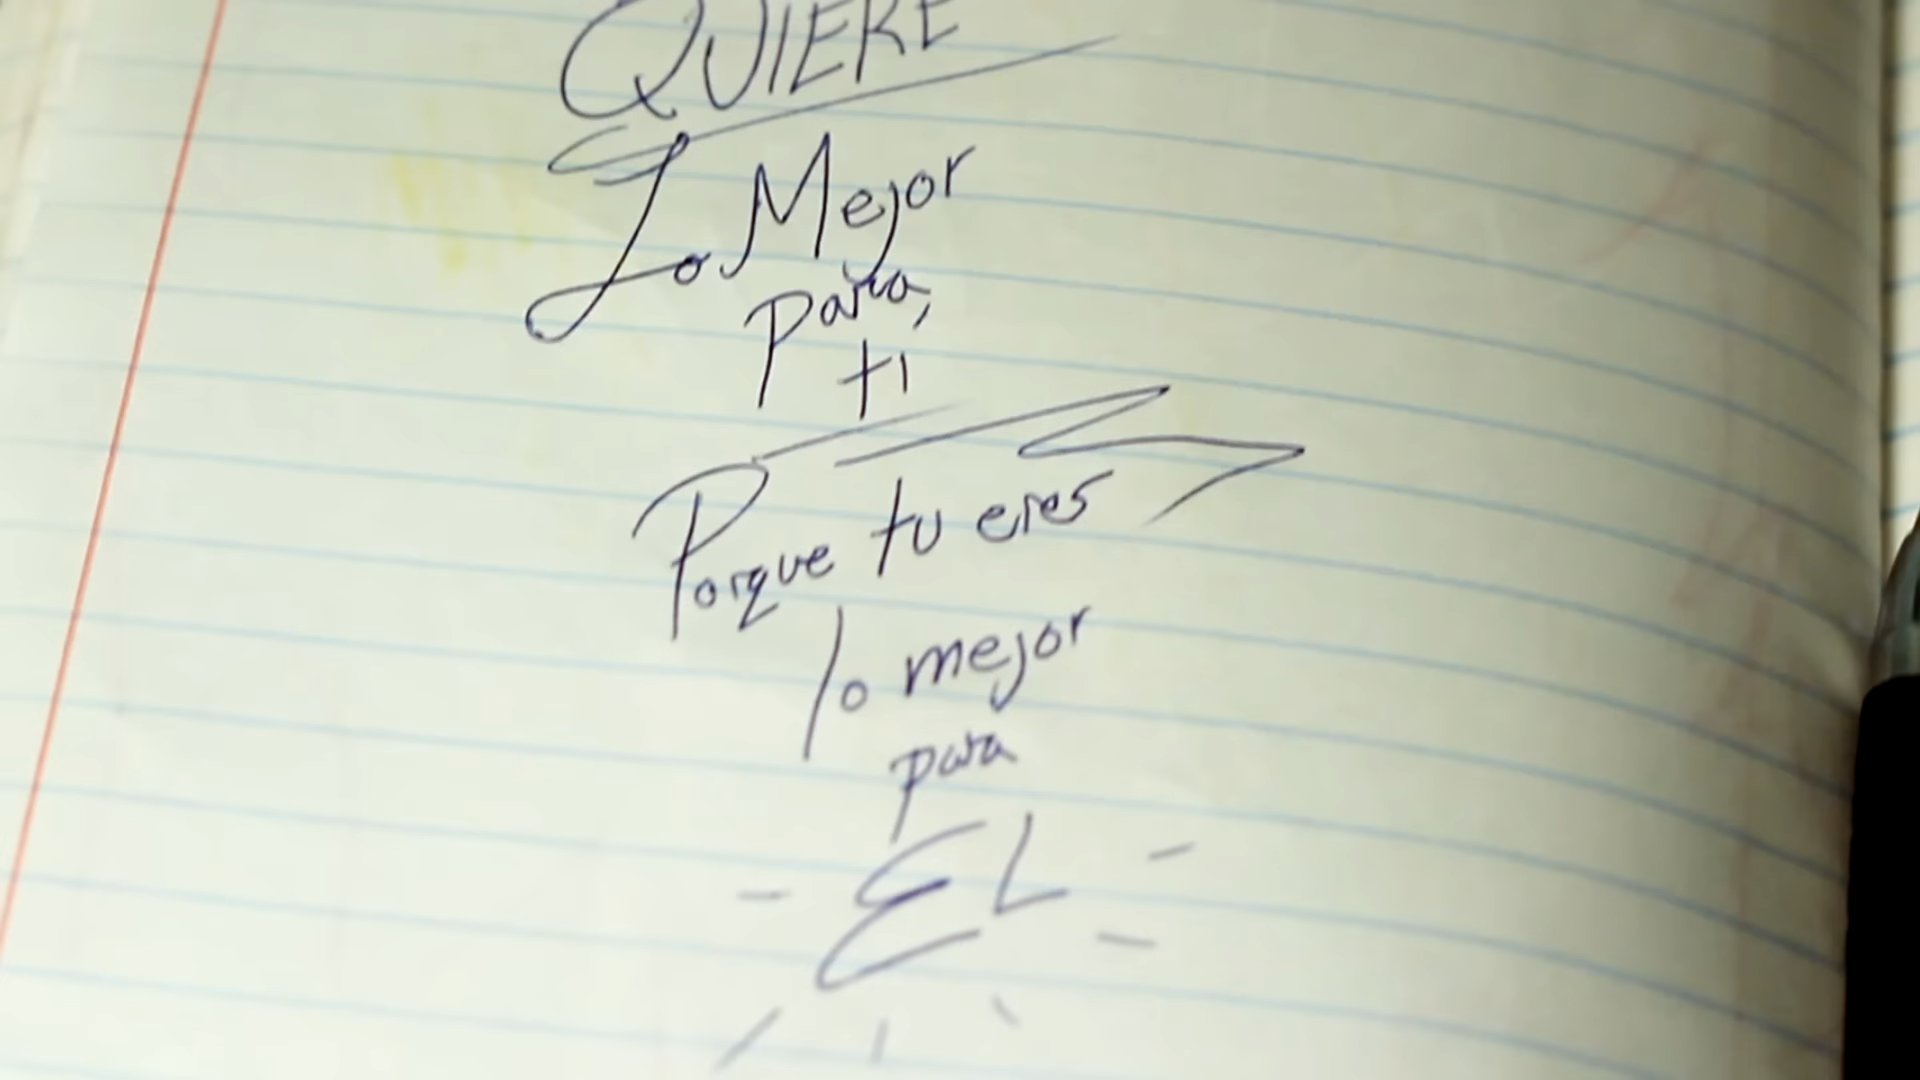 QUIERE
Lo Mejor
para,
ti
Porque tu eres
lo mejor
para
EL